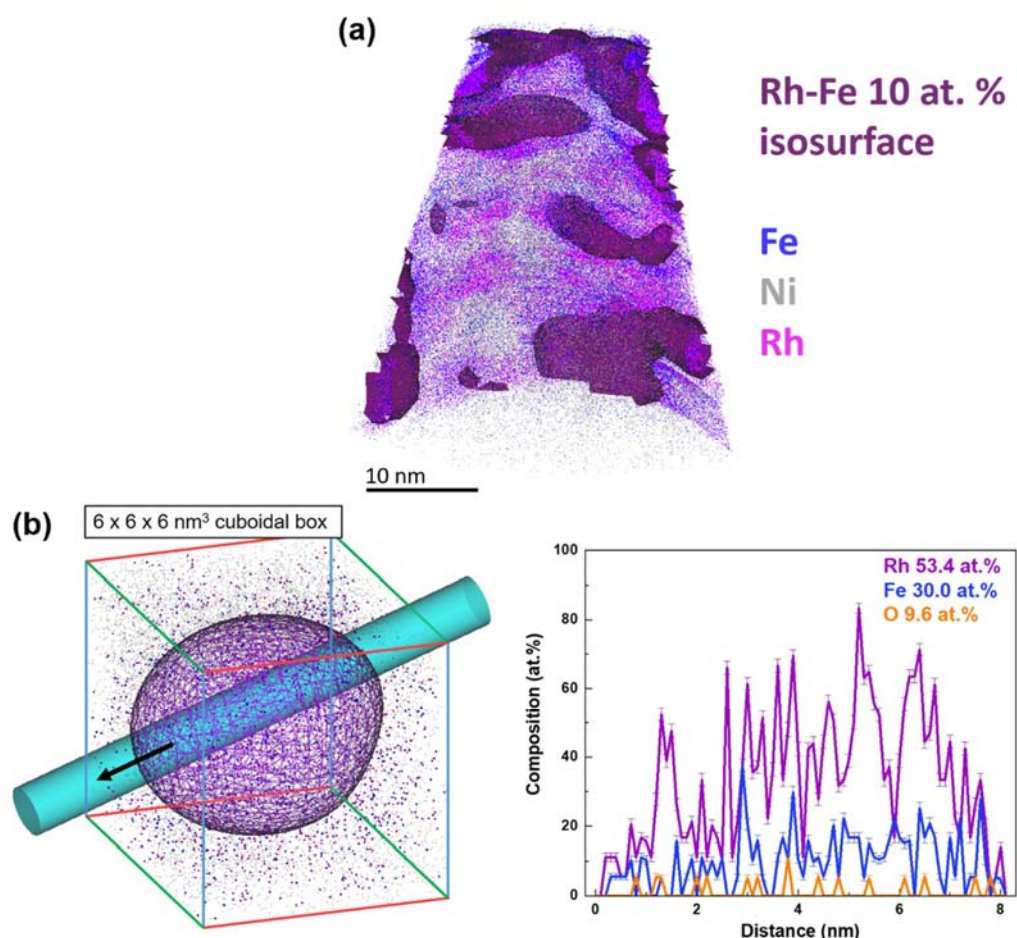 (a)
Rh-Fe 10 at. %
isosurface
Fe
Ni
Rh
10 nm
(b)
6 x 6 x 6 nm³ cuboidal box
Rh 53.4 at.%
Fe 30.0 at.%
O 9.6 at.%
Composition (at.%)
100
80
60
40
20
0
0 2 4 6 8
Distance (nm)